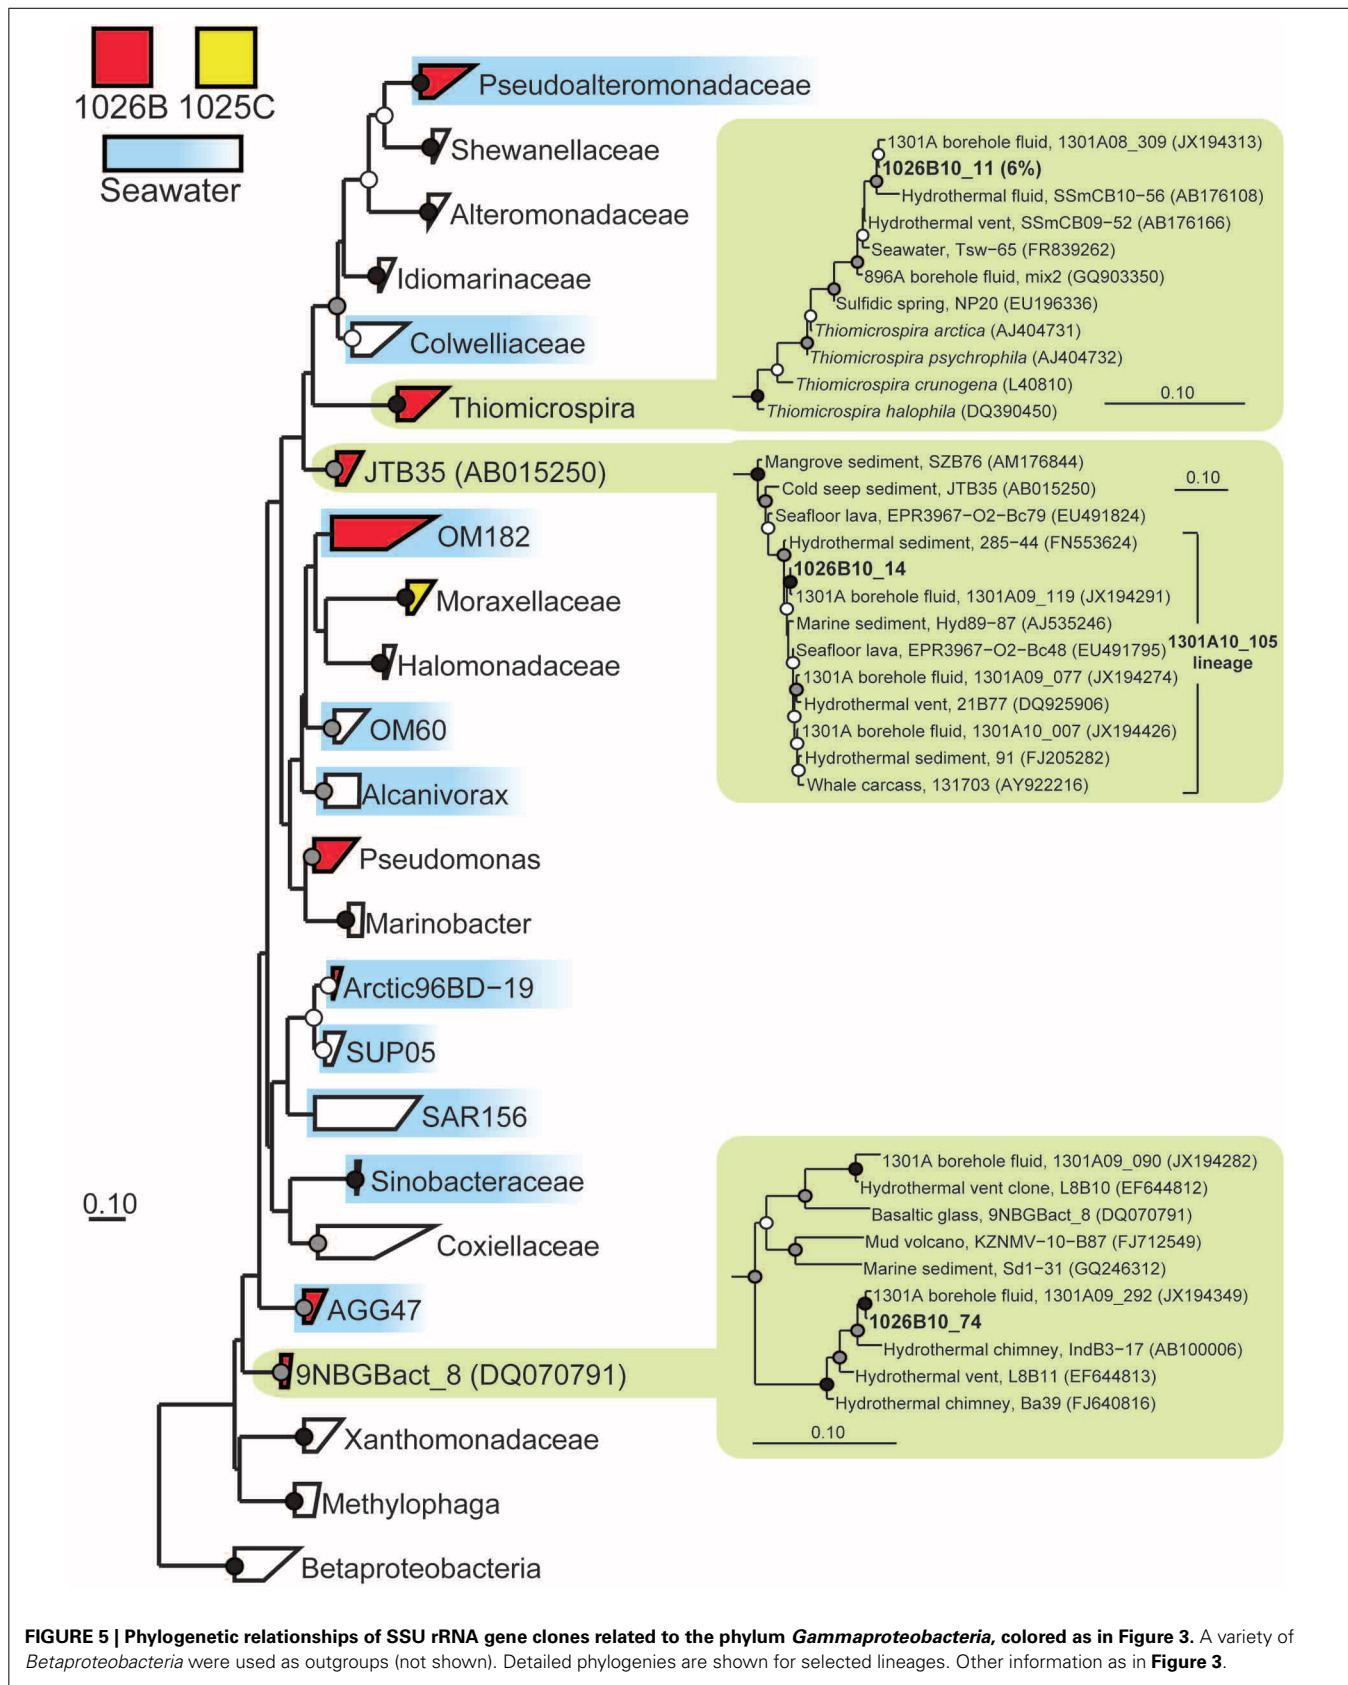 1026B 1025C
Seawater
Pseudoalteromonadaceae
Shewanellaceae
Alteromonadaceae
Idiomarinaceae
Colwelliaceae
Thiomicrospira
JTB35 (AB015250)
OM182
Moraxellaceae
Halomonadaceae
OM60
Alcanivorax
Pseudomonas
Marinobacter
Arctic96BD−19
SUP05
SAR156
Sinobacteraceae
Coxiellaceae
AGG47
9NBGBact_8 (DQ070791)
Xanthomonadaceae
Methylophaga
Betaproteobacteria
0.10
1301A borehole fluid, 1301A08_309 (JX194313)
1026B10_11 (6%)
Hydrothermal fluid, SSmCB10−56 (AB176108)
Hydrothermal vent, SSmCB09−52 (AB176166)
Seawater, Tsw−65 (FR839262)
896A borehole fluid, mix2 (GQ903350)
Sulfidic spring, NP20 (EU196336)
Thiomicrospira arctica (AJ404731)
Thiomicrospira psychrophila (AJ404732)
Thiomicrospira crunogena (L40810)
Thiomicrospira halophila (DQ390450)
0.10
Mangrove sediment, SZB76 (AM176844)
Cold seep sediment, JTB35 (AB015250)
Seafloor lava, EPR3967−O2−Bc79 (EU491824)
Hydrothermal sediment, 285−44 (FN553624)
1026B10_14
1301A borehole fluid, 1301A09_119 (JX194291)
Marine sediment, Hyd89−87 (AJ535246)
Seafloor lava, EPR3967−O2−Bc48 (EU491795)
1301A borehole fluid, 1301A09_077 (JX194274)
Hydrothermal vent, 21B77 (DQ925906)
1301A borehole fluid, 1301A10_007 (JX194426)
Hydrothermal sediment, 91 (FJ205282)
Whale carcass, 131703 (AY922216)
0.10
1301A10_105
lineage
1301A borehole fluid, 1301A09_090 (JX194282)
Hydrothermal vent clone, L8B10 (EF644812)
Basaltic glass, 9NBGBact_8 (DQ070791)
Mud volcano, KZNMV−10−B87 (FJ712549)
Marine sediment, Sd1−31 (GQ246312)
1301A borehole fluid, 1301A09_292 (JX194349)
1026B10_74
Hydrothermal chimney, IndB3−17 (AB100006)
Hydrothermal vent, L8B11 (EF644813)
Hydrothermal chimney, Ba39 (FJ640816)
0.10
FIGURE 5 | Phylogenetic relationships of SSU rRNA gene clones related to the phylum Gammaproteobacteria, colored as in Figure 3. A variety of
Betaproteobacteria were used as outgroups (not shown). Detailed phylogenies are shown for selected lineages. Other information as in Figure 3.